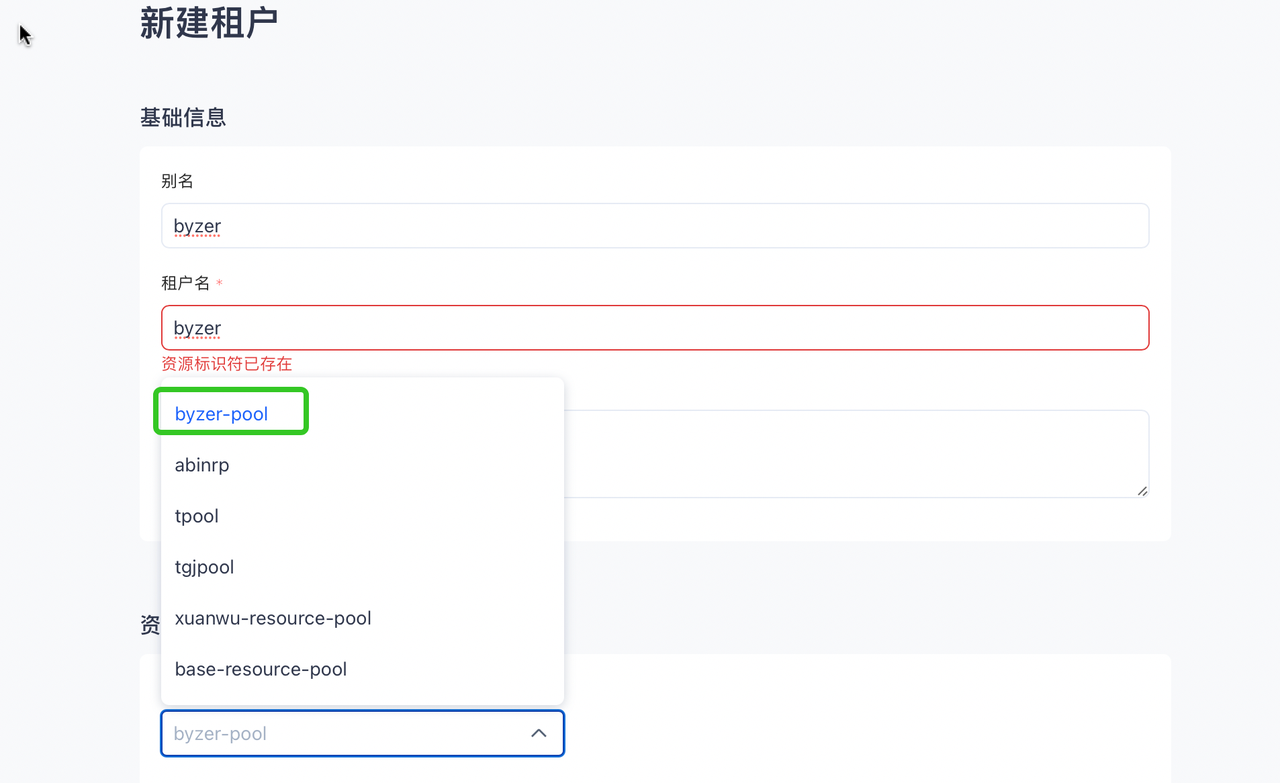 新建租户
基础信息
别名
byzer
租户名 *
byzer
资源标识符已存在
byzer-pool
abinrp
tpool
tgjpool
xuanwu-resource-pool
base-resource-pool
资
byzer-pool